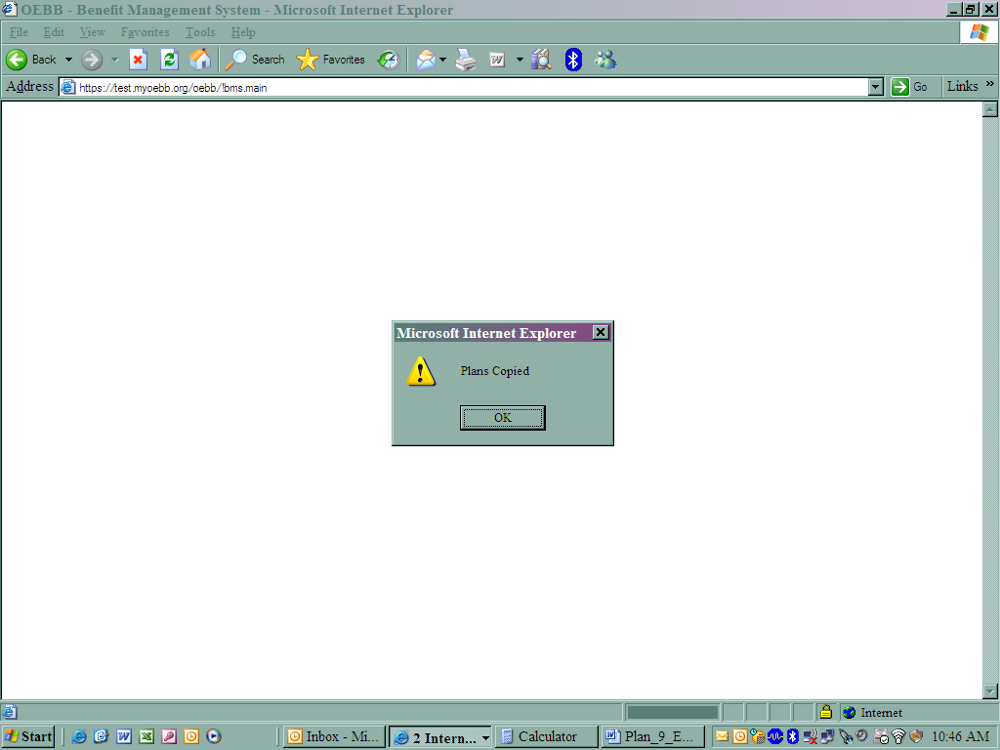 OEBB - Benefit Management System - Microsoft Internet Explorer
File Edit View Favorites Tools Help
Back Search Favorites W
Address https://test.myoebb.org/oebb/!bms.main Go Links »
Microsoft Internet Explorer
Plans Copied
OK
Internet
Start Inbox - Mi... 2 Intern... Calculator Plan_9_E... 10:46 AM